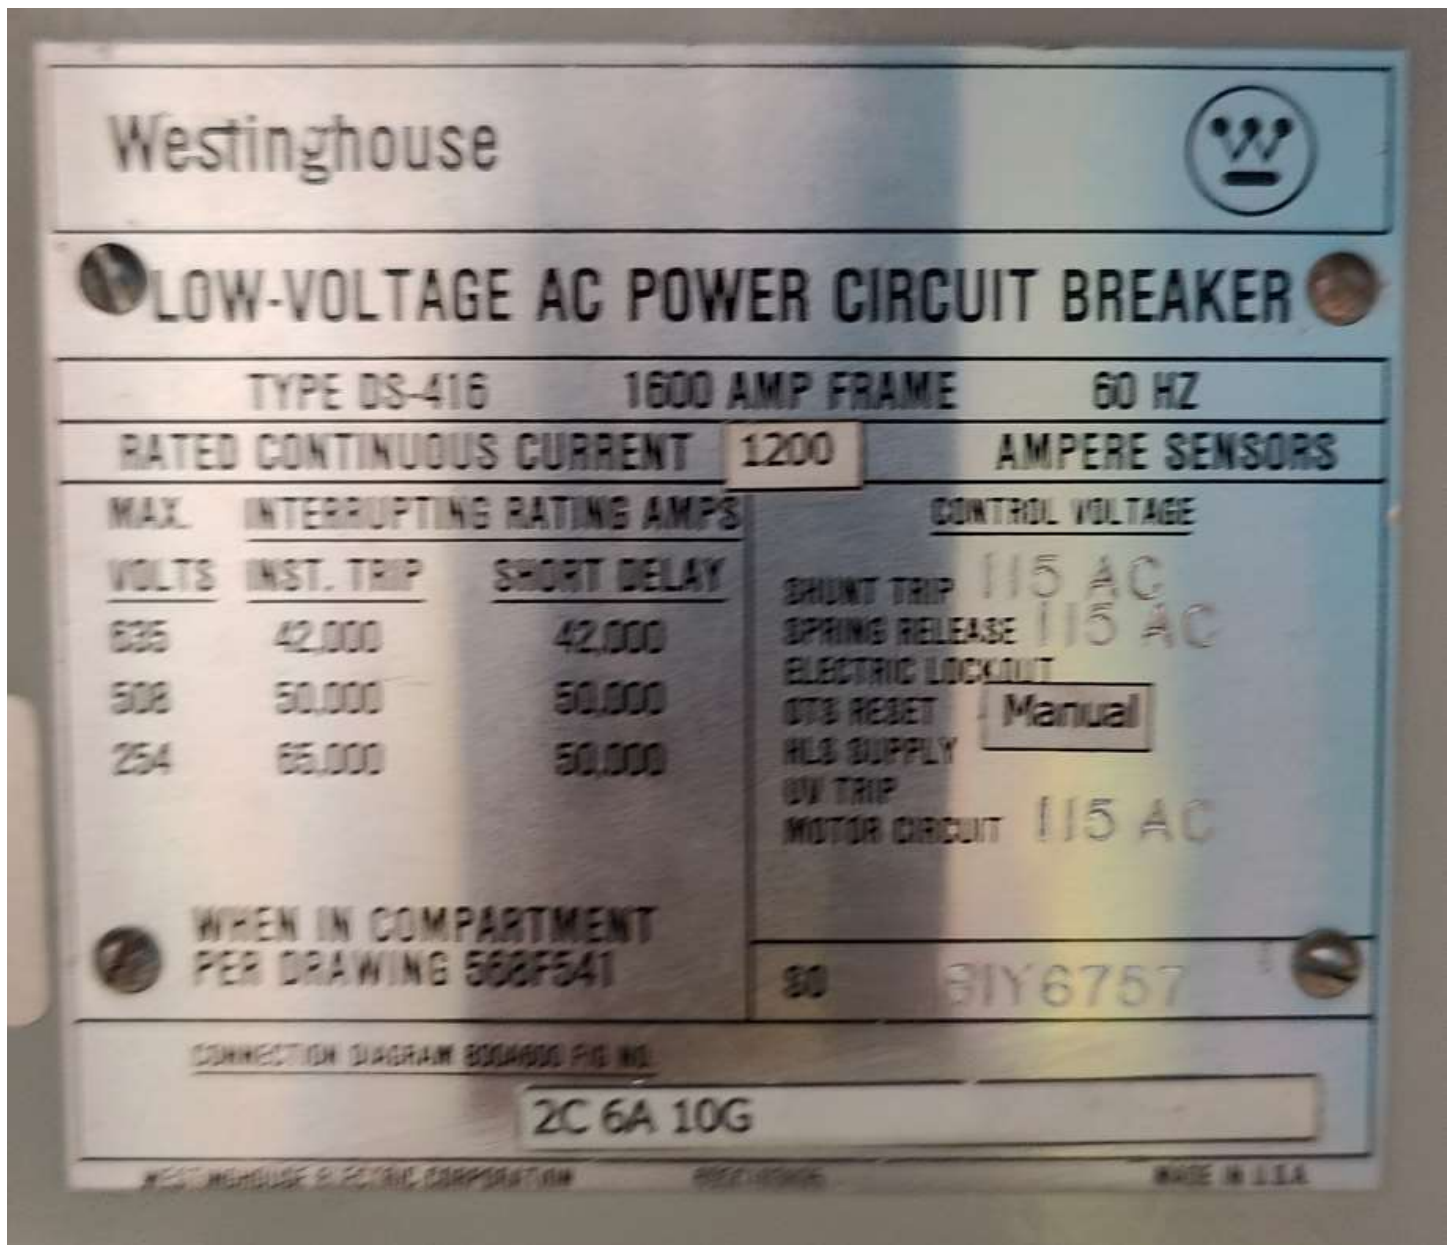 Westinghouse
LOW-VOLTAGE AC POWER CIRCUIT BREAKER
TYPE DS-416 1600 AMP FRAME 60 HZ
RATED CONTINUOUS CURRENT 1200 AMPERE SENSORS
MAX. INTERRUPTING RATING AMPS
VOLTS INST. TRIP SHORT DELAY
635 42,000 42,000
508 50,000 50,000
254 65,000 50,000
WHEN IN COMPARTMENT
PER DRAWING 568F541
CONTROL VOLTAGE
SHUNT TRIP 115 AC
SPRING RELEASE 115 AC
ELECTRIC LOCKOUT
OTS RESET Manual
HLS SUPPLY
UV TRIP
MOTOR CIRCUIT 115 AC
SO
CONNECTION DIAGRAM FIG NO.
2C 6A 10G
WESTINGHOUSE ELECTRIC CORPORATION
MADE IN U.S.A.